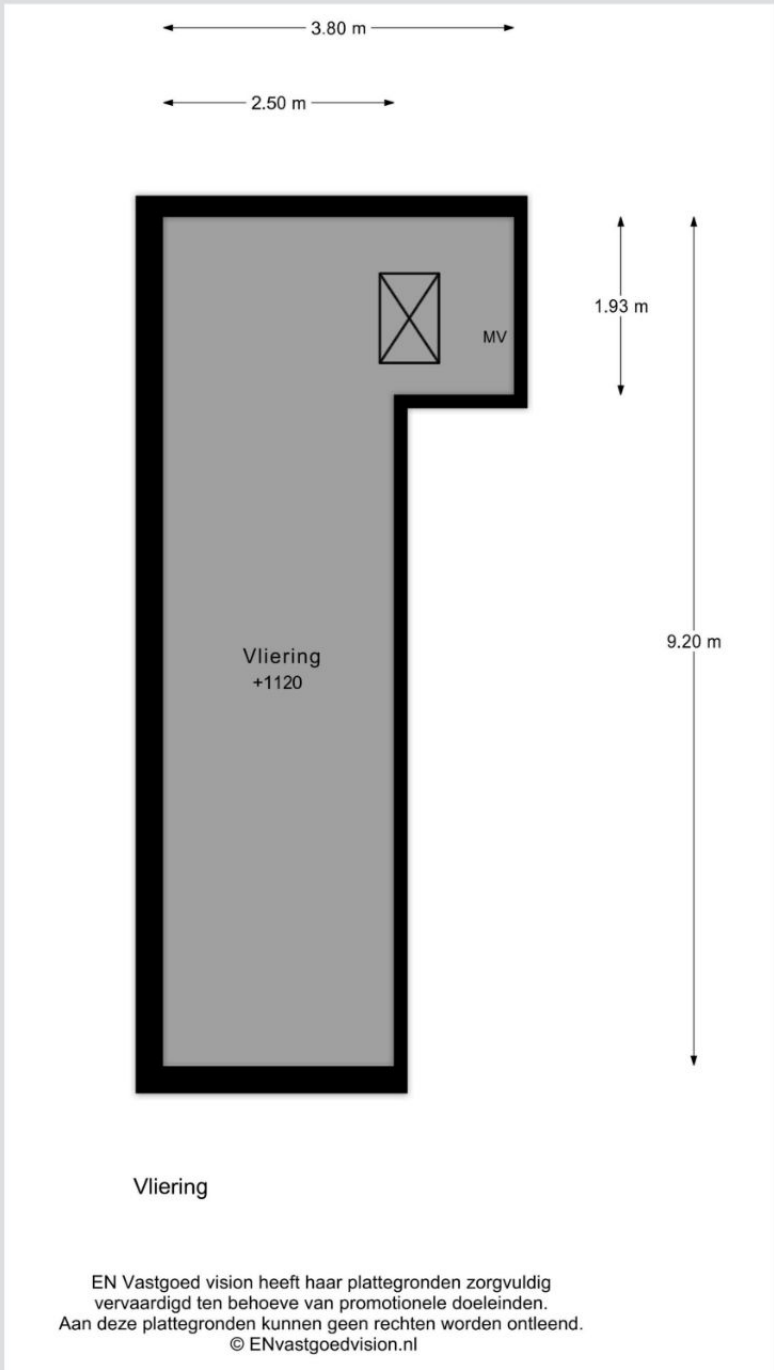 3.80 m
2.50 m
1.93 m
MV
9.20 m
Vliering
+1120
Vliering
EN Vastgoed vision heeft haar plattegronden zorgvuldig
vervaardigd ten behoeve van promotionele doeleinden.
Aan deze plattegronden kunnen geen rechten worden ontleend.
© ENvastgoedvision.nl